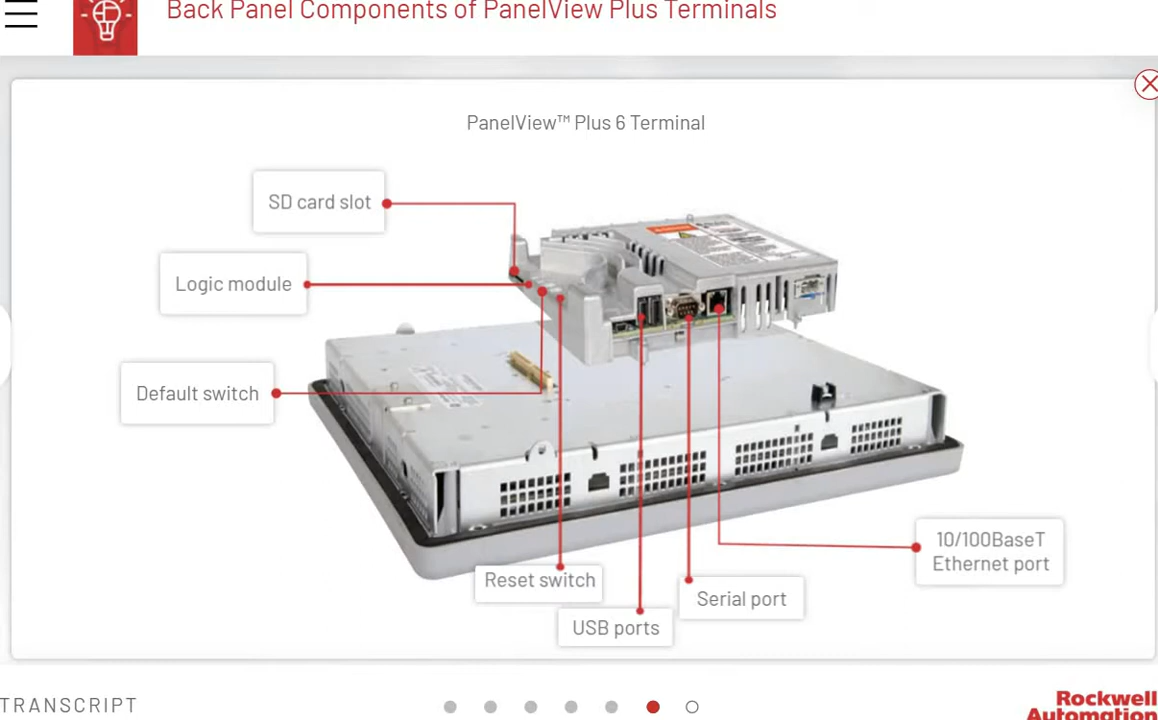 Back Panel Components of PanelView Plus Terminals
PanelView™ Plus 6 Terminal
SD card slot
Logic module
Default switch
Reset switch
USB ports
Serial port
10/100BaseT
Ethernet port
TRANSCRIPT
Rockwell
Automation